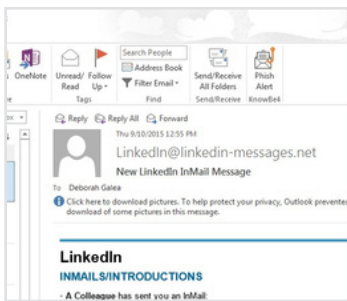 OneNote
Unread/ Read
Follow Up
Tags
Search People
Address Book
Filter Email
Find
Send/Receive All Folders
Send/Receive
Phish Alert
KnowBe4
Reply Reply All Forward
Thu 9/10/2015 12:55 PM
LinkedIn@linkedin-messages.net
New LinkedIn InMail Message
To Deborah Galea
Click here to download pictures. To help protect your privacy, Outlook prevented
download of some pictures in this message.
LinkedIn
INMAILS/INTRODUCTIONS
· A Colleague has sent you an InMail: